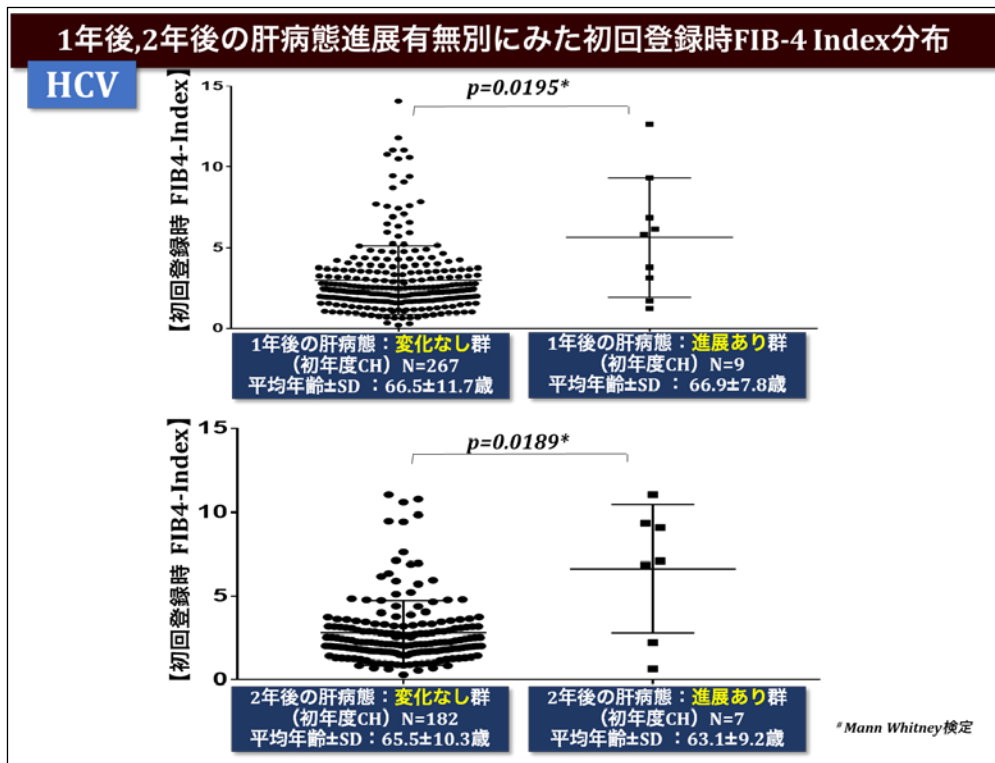 1年後,2年後の肝病態進展有無別にみた初回登録時FIB-4 Index分布
HCV
【初回登録時 FIB4-Index】
15
10
5
0
p=0.0195*
1年後の肝病態：変化なし群
（初年度CH）N=267
平均年齢±SD ：66.5±11.7歳
1年後の肝病態：進展あり群
（初年度CH）N=9
平均年齢±SD ：66.9±7.8歳
【初回登録時 FIB4-Index】
15
10
5
0
p=0.0189*
2年後の肝病態：変化なし群
（初年度CH）N=182
平均年齢±SD：65.5±10.3歳
2年後の肝病態：進展あり群
（初年度CH）N=7
平均年齢±SD：63.1±9.2歳
#Mann Whitney検定